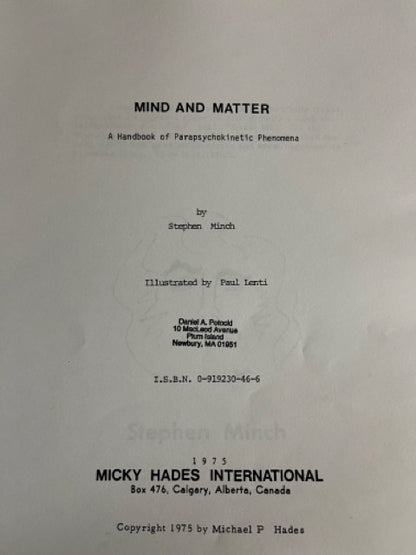 MIND AND MATTER
A Handbook of Parapsychokinetic Phenomena
by
Stephen Minch
Illustrated by Paul Lenti
Daniel A. Potocki
10 MacLeod Avenue
Plum Island
Newbury, MA 01951
I.S.B.N. 0-919230-46-6
Stephen Minch
1975
MICKY HADES INTERNATIONAL
Box 476, Calgary, Alberta, Canada
Copyright 1975 by Michael P Hades